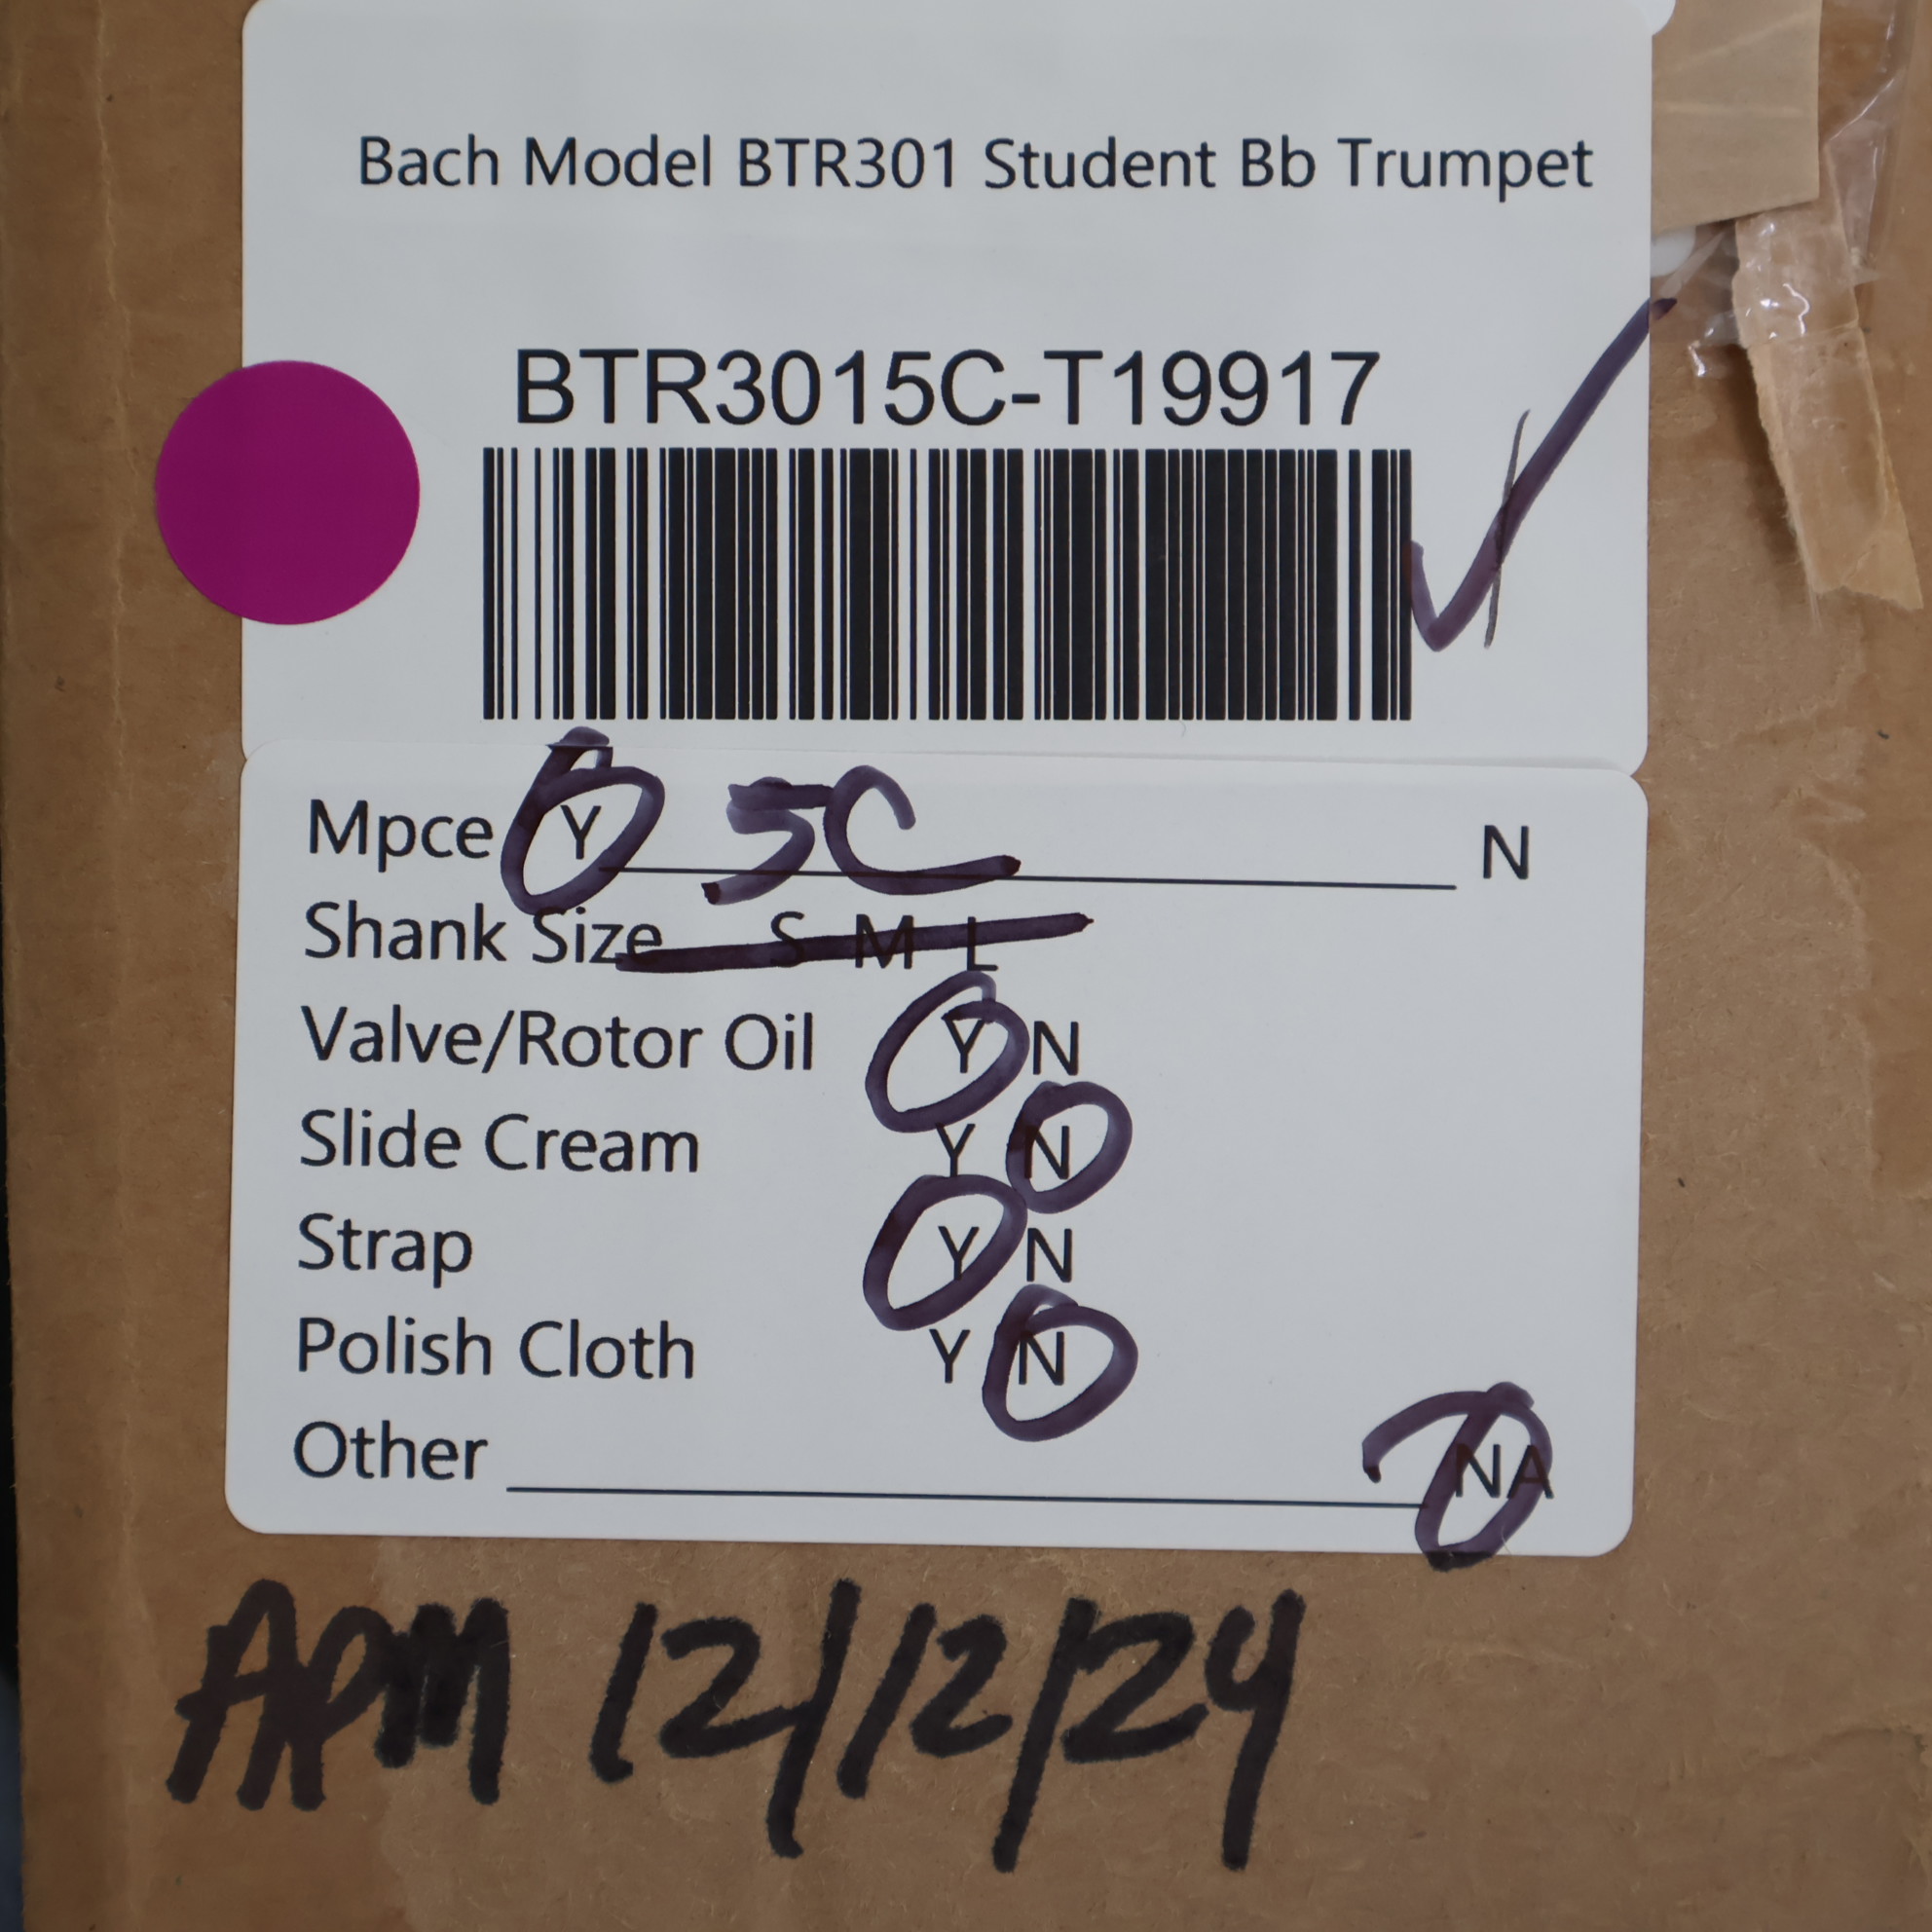 Bach Model BTR301 Student Bb Trumpet
BTR3015C-T19917
Mpce Y 5C N
Shank Size S M L
Valve/Rotor Oil Y N
Slide Cream Y N
Strap Y N
Polish Cloth Y N
Other NA
APM 12/12/24